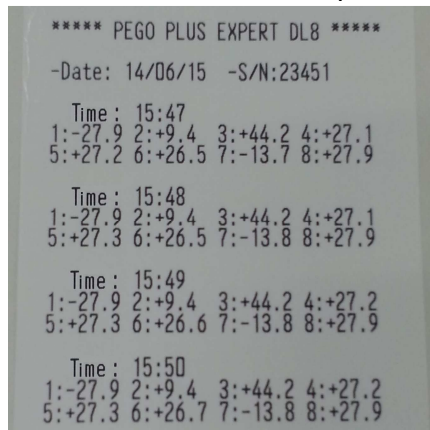 ***** PEGO PLUS EXPERT DL8 *****
-Date: 14/06/15 -S/N:23451
Time: 15:47
1:-27.9 2:+9.4 3:+44.2 4:+27.1
5:+27.2 6:+26.5 7:-13.7 8:+27.9
Time: 15:48
1:-27.9 2:+9.4 3:+44.2 4:+27.1
5:+27.3 6:+26.5 7:-13.8 8:+27.9
Time: 15:49
1:-27.9 2:+9.4 3:+44.2 4:+27.2
5:+27.3 6:+26.6 7:-13.8 8:+27.9
Time: 15:50
1:-27.9 2:+9.4 3:+44.2 4:+27.2
5:+27.3 6:+26.7 7:-13.8 8:+27.9